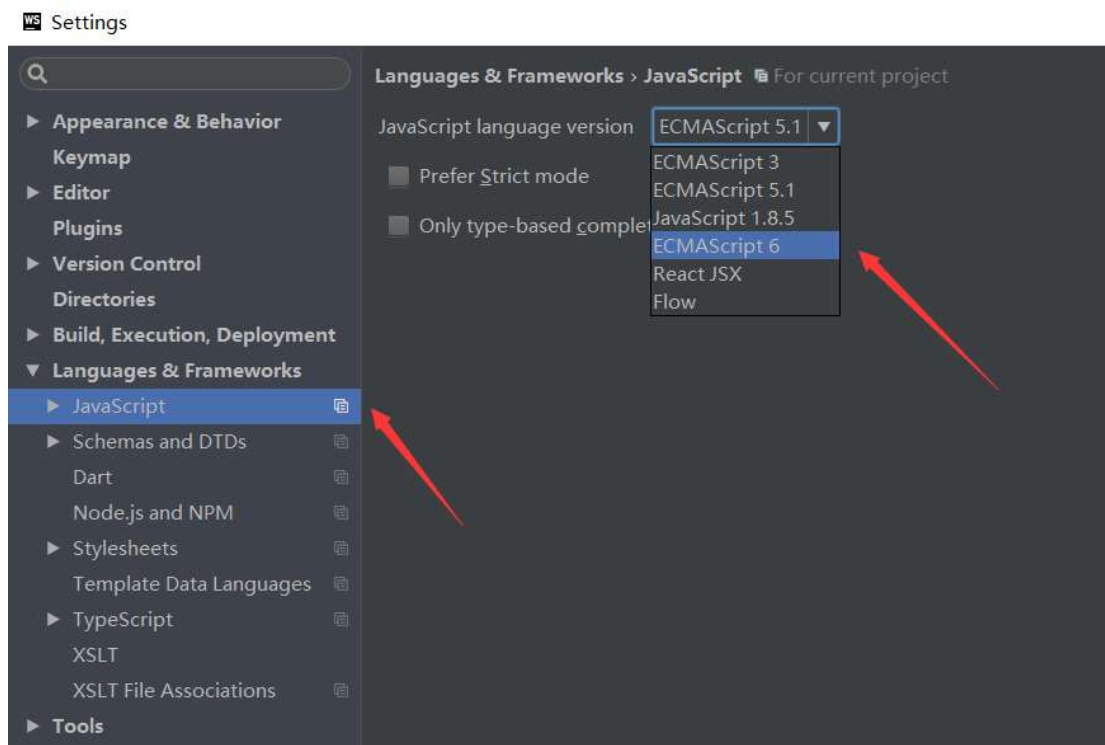 WS Settings
Languages & Frameworks › JavaScript For current project
Appearance & Behavior
Keymap
Editor
Plugins
Version Control
Directories
Build, Execution, Deployment
Languages & Frameworks
JavaScript
Schemas and DTDs
Dart
Node.js and NPM
Stylesheets
Template Data Languages
TypeScript
XSLT
XSLT File Associations
Tools
JavaScript language version ECMAScript 5.1
Prefer Strict mode
Only type-based complet
ECMAScript 3
ECMAScript 5.1
JavaScript 1.8.5
ECMAScript 6
React JSX
Flow